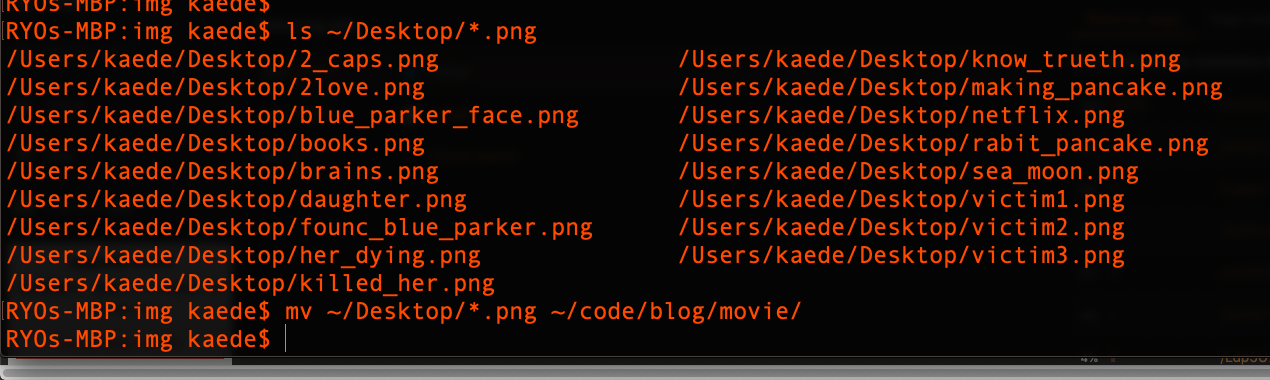 RYOs-MBP:img kaede$
RYOs-MBP:img kaede$ ls ~/Desktop/*.png
/Users/kaede/Desktop/2_caps.png /Users/kaede/Desktop/know_trueth.png
/Users/kaede/Desktop/2love.png /Users/kaede/Desktop/making_pancake.png
/Users/kaede/Desktop/blue_parker_face.png /Users/kaede/Desktop/netflix.png
/Users/kaede/Desktop/books.png /Users/kaede/Desktop/rabit_pancake.png
/Users/kaede/Desktop/brains.png /Users/kaede/Desktop/sea_moon.png
/Users/kaede/Desktop/daughter.png /Users/kaede/Desktop/victim1.png
/Users/kaede/Desktop/founc_blue_parker.png /Users/kaede/Desktop/victim2.png
/Users/kaede/Desktop/her_dying.png /Users/kaede/Desktop/victim3.png
/Users/kaede/Desktop/killed_her.png
RYOs-MBP:img kaede$ mv ~/Desktop/*.png ~/code/blog/movie/
RYOs-MBP:img kaede$